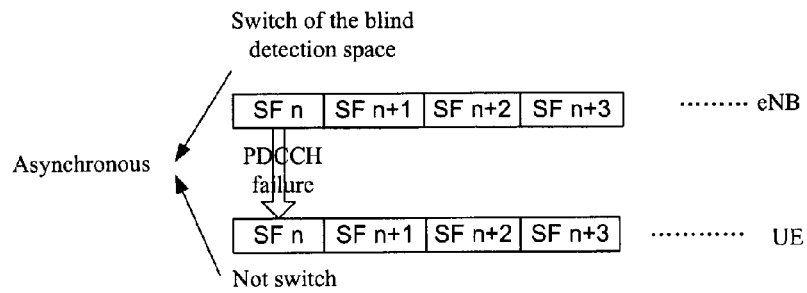 Switch of the blind
detection space
SF n SF n+1 SF n+2 SF n+3 ......... eNB
Asynchronous
PDCCH
failure
SF n SF n+1 SF n+2 SF n+3 ............ UE
Not switch